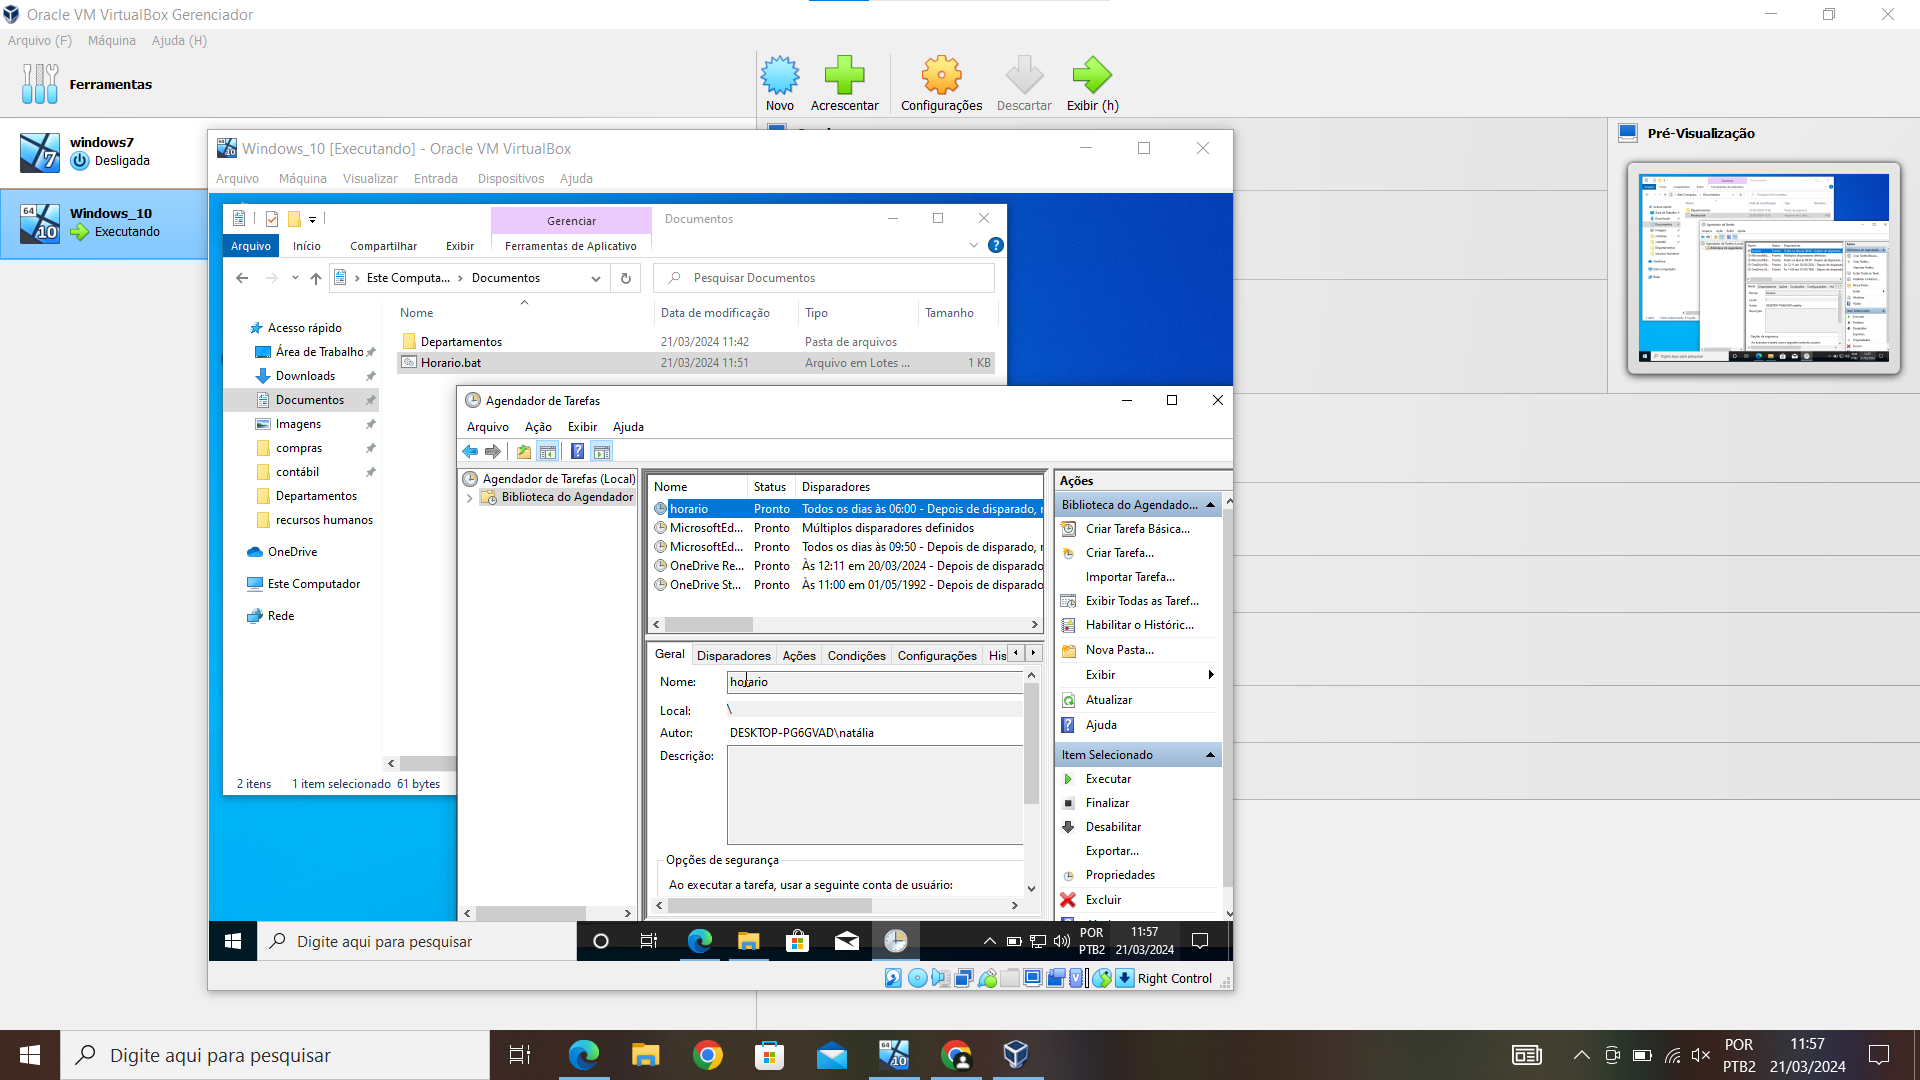 Oracle VM VirtualBox Gerenciador
Arquivo (F) Máquina Ajuda (H)
Ferramentas
Novo Acrescentar Configurações Descartar Exibir (h)
windows7
Desligada
Windows_10
Executando
Pré-Visualização
Windows_10 [Executando] - Oracle VM VirtualBox
Arquivo Máquina Visualizar Entrada Dispositivos Ajuda
Gerenciar Documentos
Arquivo Início Compartilhar Exibir Ferramentas de Aplicativo
Este Computa... Documentos Pesquisar Documentos
Nome Data de modificação Tipo Tamanho
Departamentos 21/03/2024 11:42 Pasta de arquivos
Horario.bat 21/03/2024 11:51 Arquivo em Lotes ... 1 KB
Acesso rápido
Área de Trabalho
Downloads
Documentos
Imagens
compras
contábil
Departamentos
recursos humanos
OneDrive
Este Computador
Rede
2 itens 1 item selecionado 61 bytes
Agendador de Tarefas
Arquivo Ação Exibir Ajuda
Agendador de Tarefas (Local)
Biblioteca do Agendador
Nome Status Disparadores
horario Pronto Todos os dias às 06:00 - Depois de disparado, r
MicrosoftEd... Pronto Múltiplos disparadores definidos
MicrosoftEd... Pronto Todos os dias às 09:50 - Depois de disparado, r
OneDrive Re... Pronto Às 12:11 em 20/03/2024 - Depois de disparado
OneDrive St... Pronto Às 11:00 em 01/05/1992 - Depois de disparado
Geral Disparadores Ações Condições Configurações His
Nome: horario
Local: \
Autor: DESKTOP-PG6GVAD\natália
Descrição:
Opções de segurança
Ao executar a tarefa, usar a seguinte conta de usuário:
Ações
Biblioteca do Agendado...
Criar Tarefa Básica...
Criar Tarefa...
Importar Tarefa...
Exibir Todas as Taref...
Habilitar o Históric...
Nova Pasta...
Exibir
Atualizar
Ajuda
Item Selecionado
Executar
Finalizar
Desabilitar
Exportar...
Propriedades
Excluir
Digite aqui para pesquisar
POR
PTB2
11:57
21/03/2024
Right Control
Digite aqui para pesquisar
POR
PTB2
11:57
21/03/2024